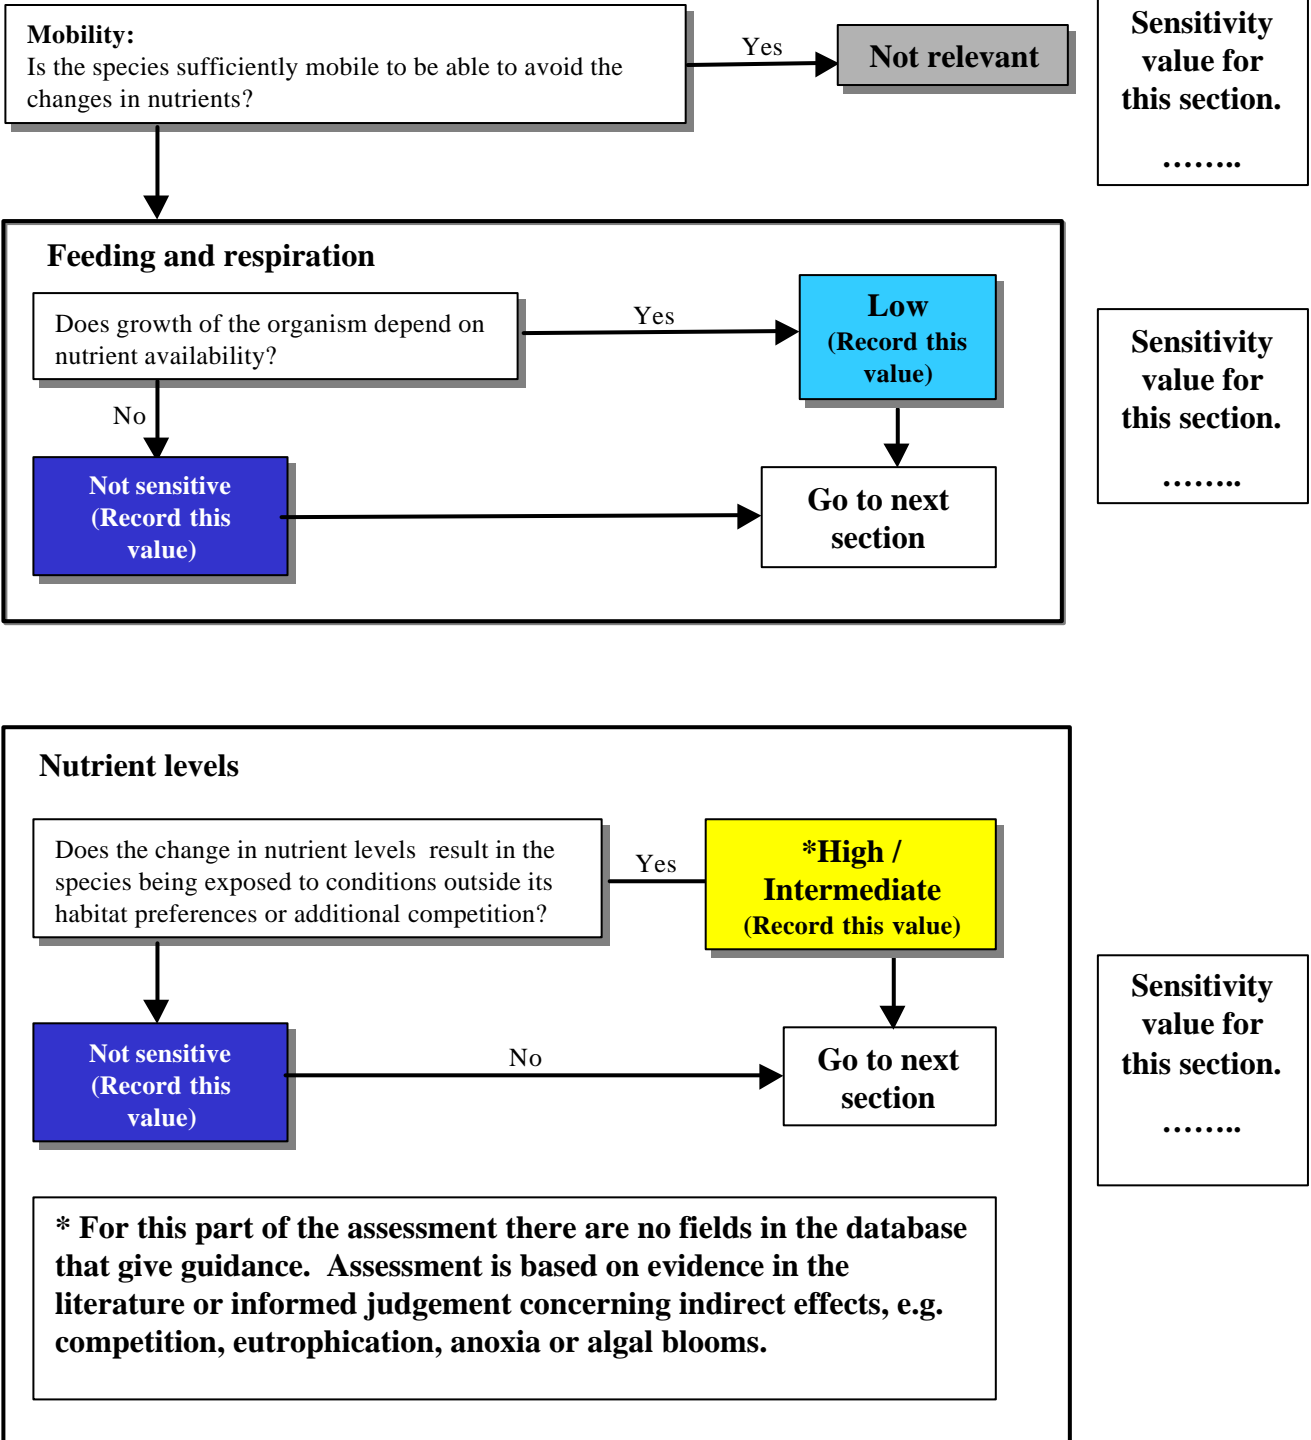 Mobility:
Is the species sufficiently mobile to be able to avoid the
changes in nutrients?
Yes
Not relevant
Sensitivity
value for
this section.
……..
Feeding and respiration
Does growth of the organism depend on
nutrient availability?
Yes
Low
(Record this
value)
No
Not sensitive
(Record this
value)
Go to next
section
Sensitivity
value for
this section.
……..
Nutrient levels
Does the change in nutrient levels result in the
species being exposed to conditions outside its
habitat preferences or additional competition?
Yes
*High /
Intermediate
(Record this value)
Not sensitive
(Record this
value)
No
Go to next
section
Sensitivity
value for
this section.
……..
* For this part of the assessment there are no fields in the database
that give guidance. Assessment is based on evidence in the
literature or informed judgement concerning indirect effects, e.g.
competition, eutrophication, anoxia or algal blooms.